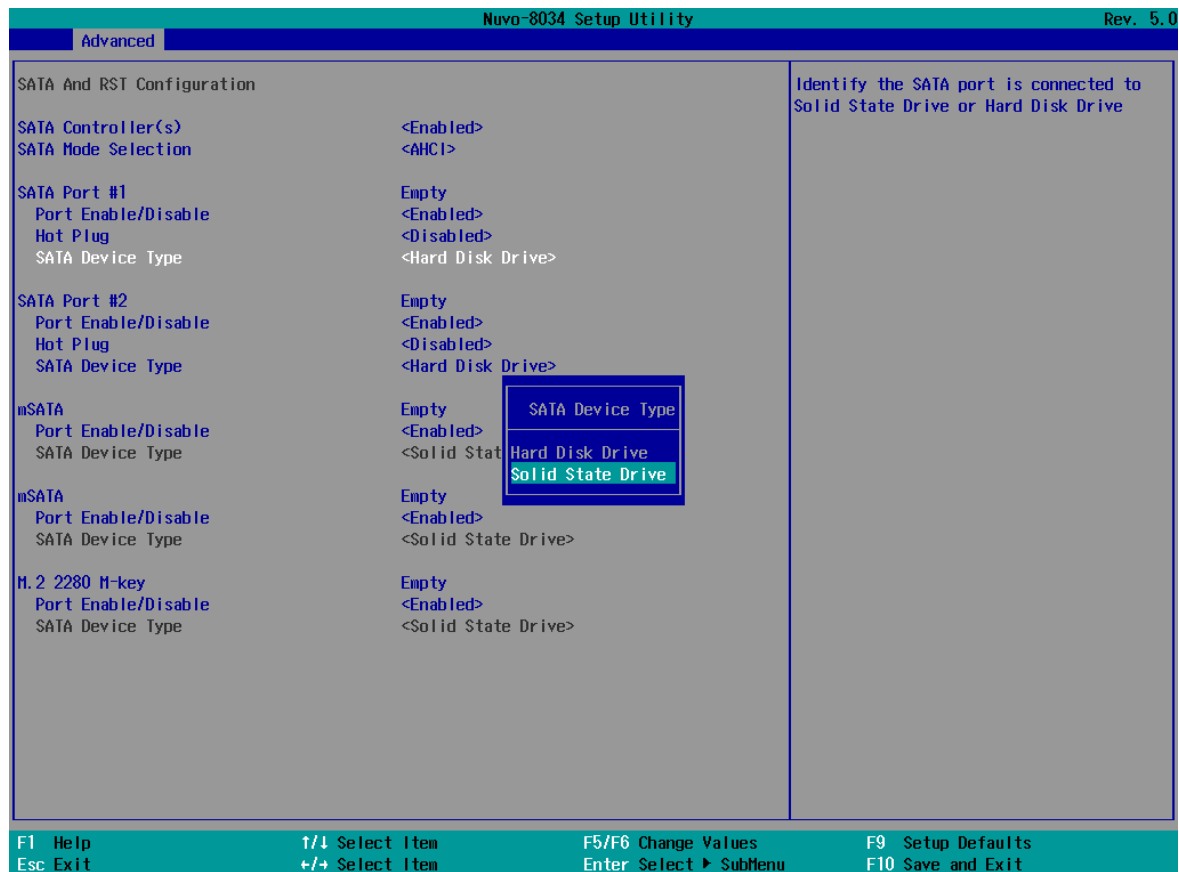 Nuvo-8034 Setup Utility Rev. 5.0
Advanced
SATA And RST Configuration
SATA Controller(s) <Enabled>
SATA Mode Selection <AHCI>
SATA Port #1 Empty
Port Enable/Disable <Enabled>
Hot Plug <Disabled>
SATA Device Type <Hard Disk Drive>
SATA Port #2 Empty
Port Enable/Disable <Enabled>
Hot Plug <Disabled>
SATA Device Type <Hard Disk Drive>
mSATA Empty
Port Enable/Disable <Enabled>
SATA Device Type <Solid Stat
mSATA Empty
Port Enable/Disable <Enabled>
SATA Device Type <Solid State Drive>
M.2 2280 M-key Empty
Port Enable/Disable <Enabled>
SATA Device Type <Solid State Drive>
SATA Device Type
Hard Disk Drive
Solid State Drive
Identify the SATA port is connected to
Solid State Drive or Hard Disk Drive
F1 Help ↑/↓ Select Item F5/F6 Change Values F9 Setup Defaults
Esc Exit ←/→ Select Item Enter Select ▶ SubMenu F10 Save and Exit